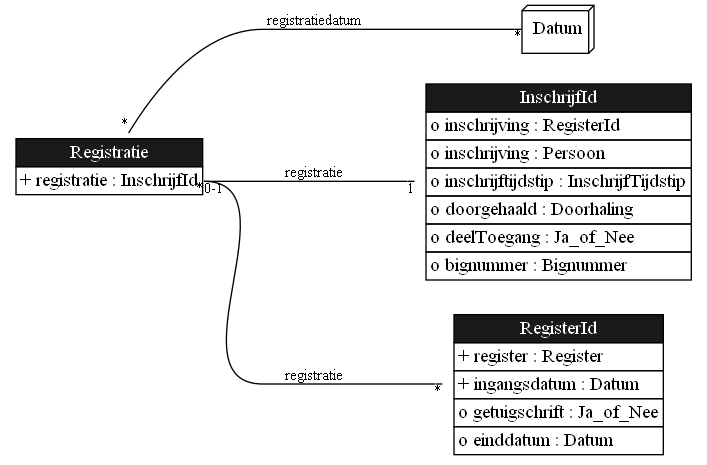 registratiedatum
*
Datum
*
InschrijfId
o inschrijving : RegisterId
o inschrijving : Persoon
o inschrijftijdstip : InschrijfTijdstip
o doorgehaald : Doorhaling
o deelToegang : Ja_of_Nee
o bignummer : Bignummer
Registratie
+ registratie : InschrijfId
*
0-1
registratie
1
RegisterId
+ register : Register
+ ingangsdatum : Datum
o getuigschrift : Ja_of_Nee
o einddatum : Datum
registratie
*